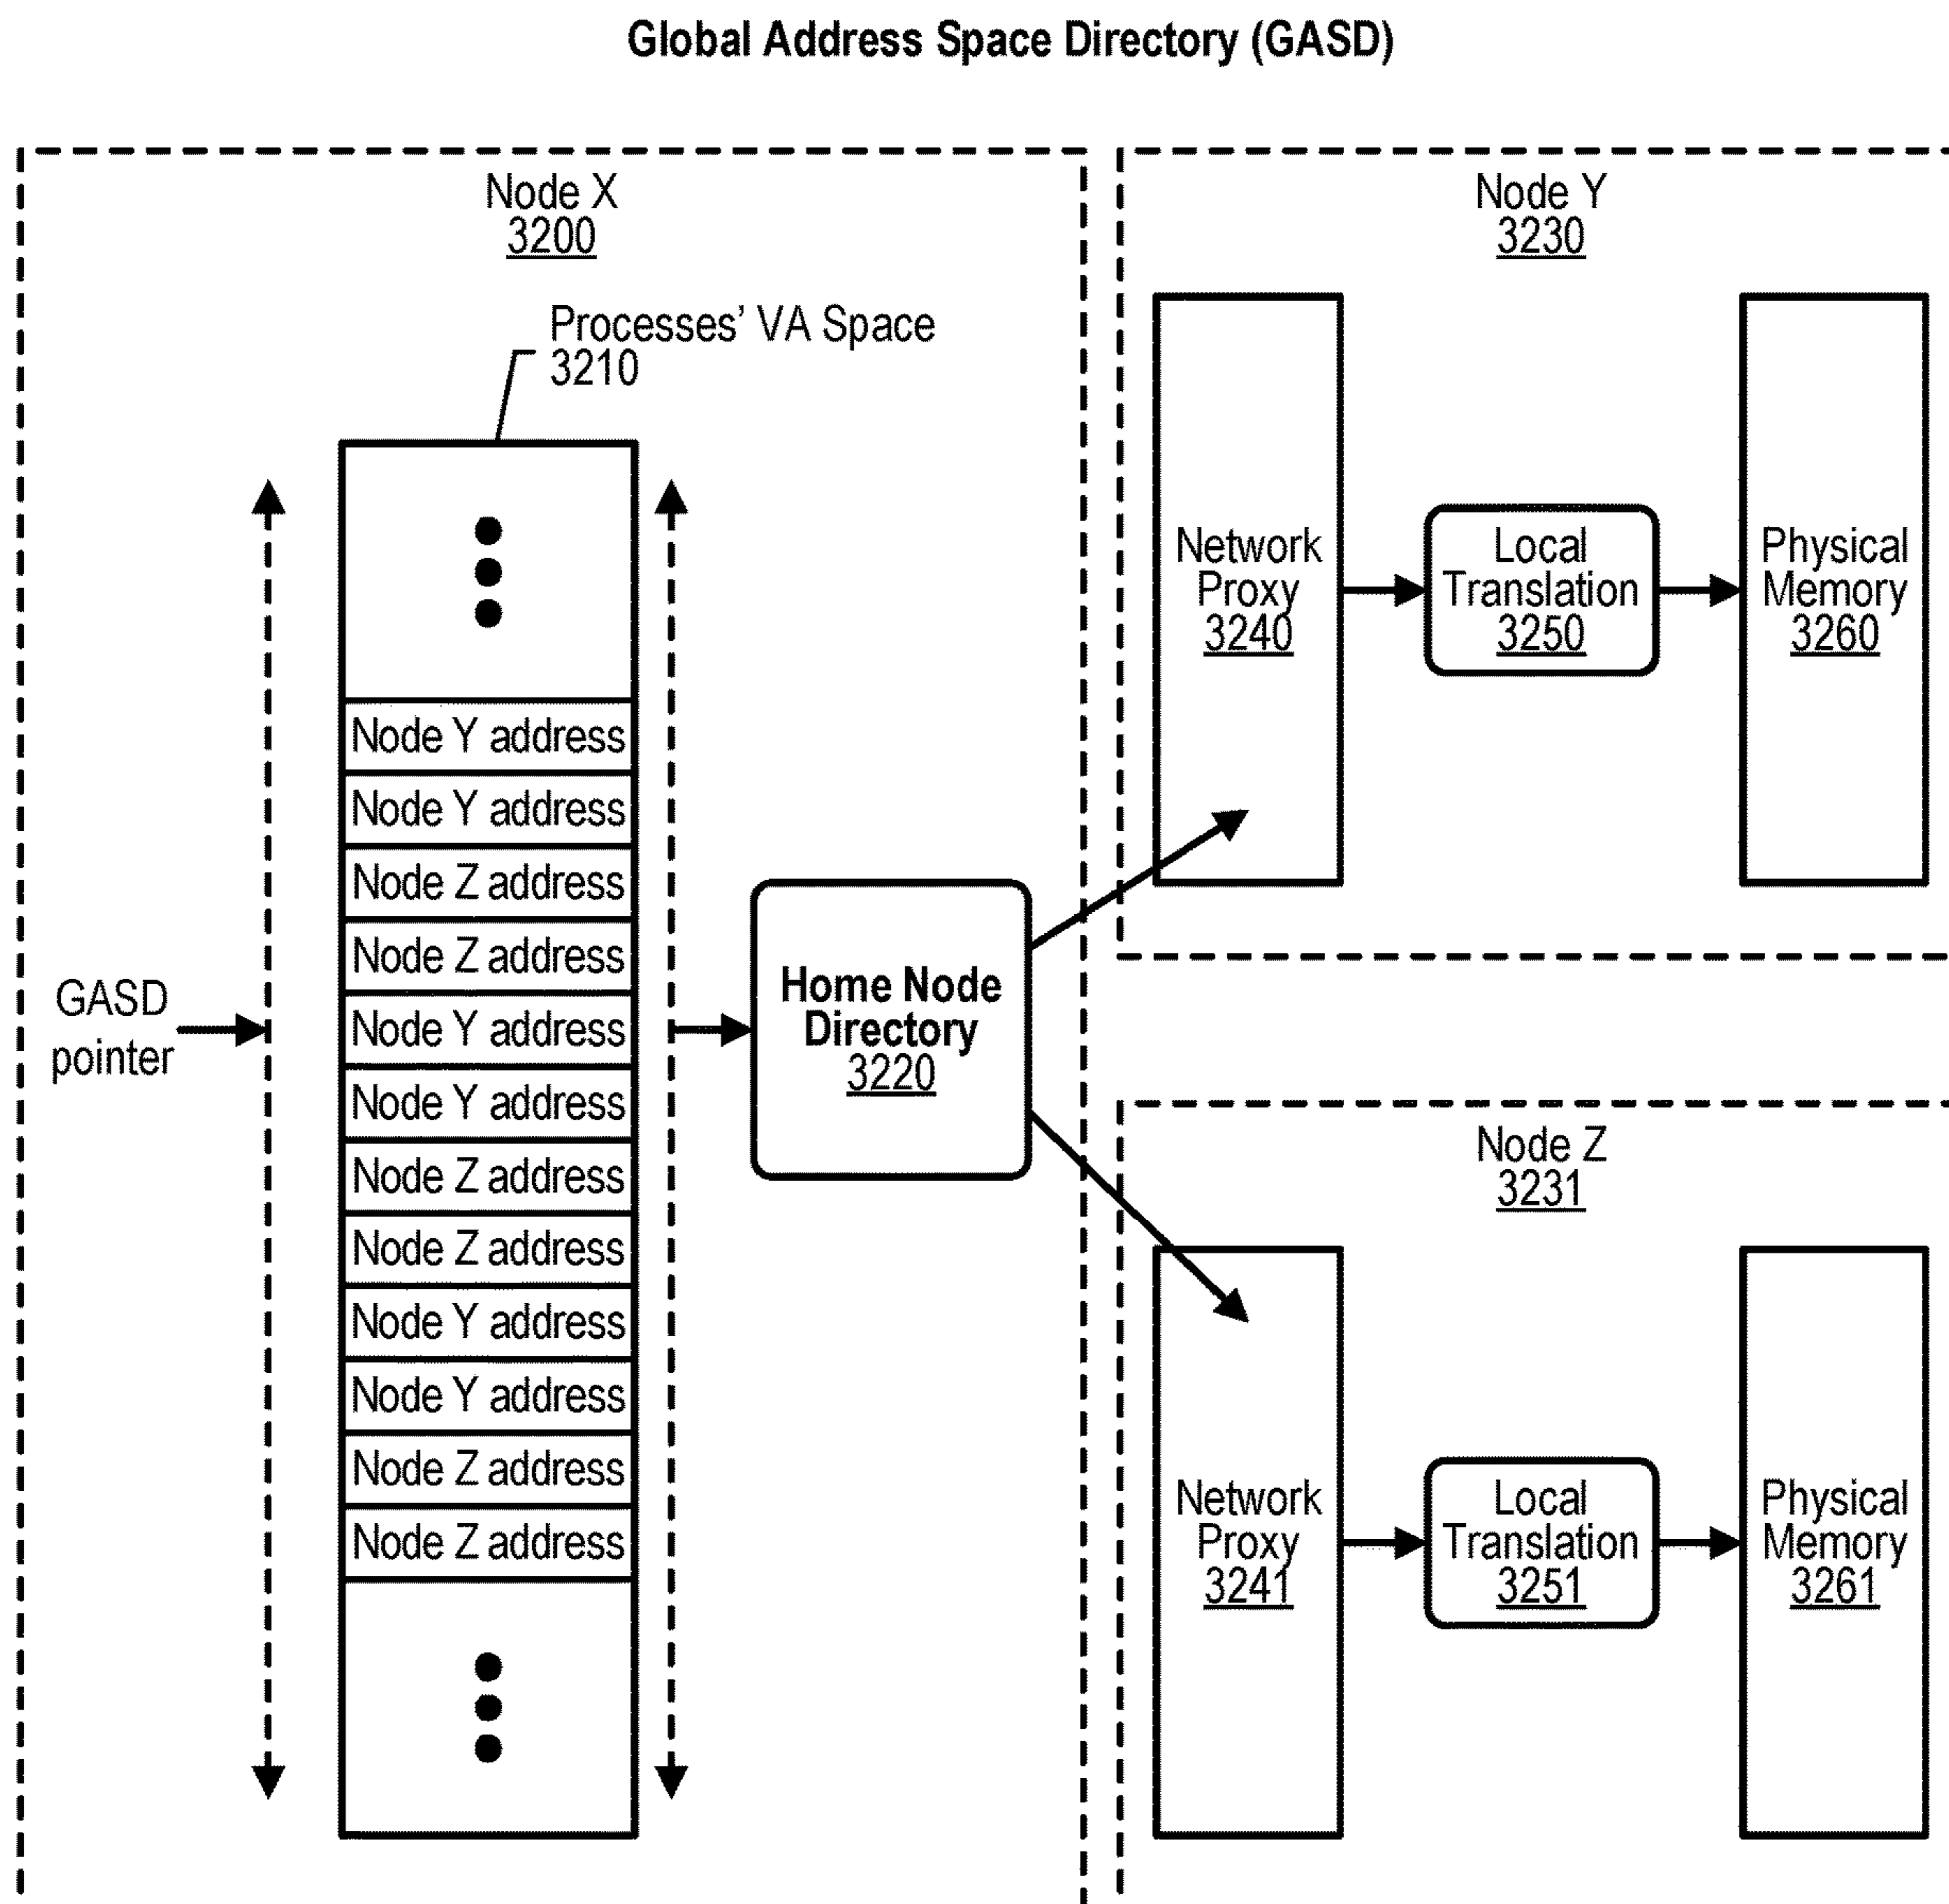 Global Address Space Directory (GASD)
Node X
3200
Processes' VA Space
3210
Node Y address
Node Y address
Node Z address
Node Z address
Node Y address
Node Y address
Node Z address
Node Z address
Node Y address
Node Y address
Node Z address
Node Z address
GASD
pointer
Home Node
Directory
3220
Node Y
3230
Network
Proxy
3240
Local
Translation
3250
Physical
Memory
3260
Node Z
3231
Network
Proxy
3241
Local
Translation
3251
Physical
Memory
3261